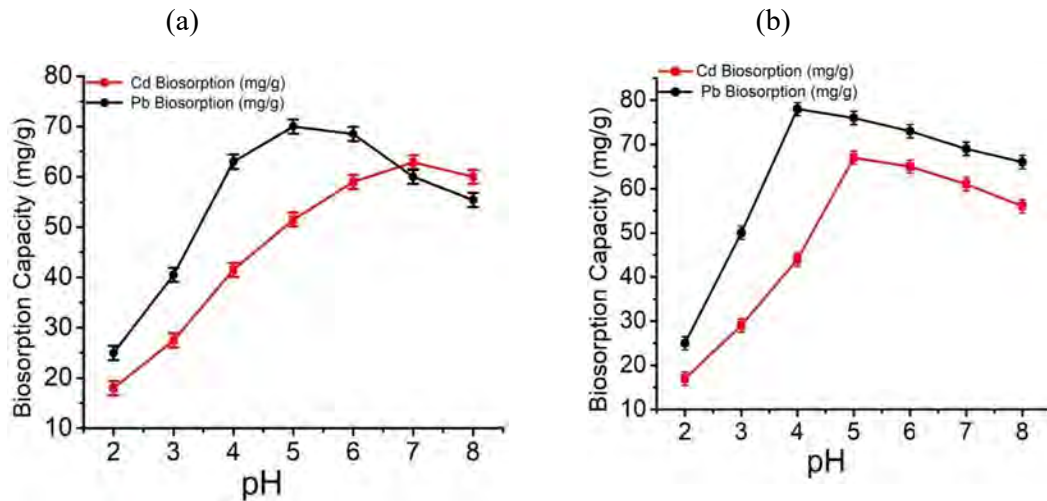 (a)
Cd Biosorption (mg/g)
Pb Biosorption (mg/g)
80
70
60
50
40
30
20
10
Biosorption Capacity (mg/g)
2 3 4 5 6 7 8
pH
(b)
Cd Biosorption (mg/g)
Pb Biosorption (mg/g)
80
70
60
50
40
30
20
10
Biosorption Capacity (mg/g)
2 3 4 5 6 7 8
pH